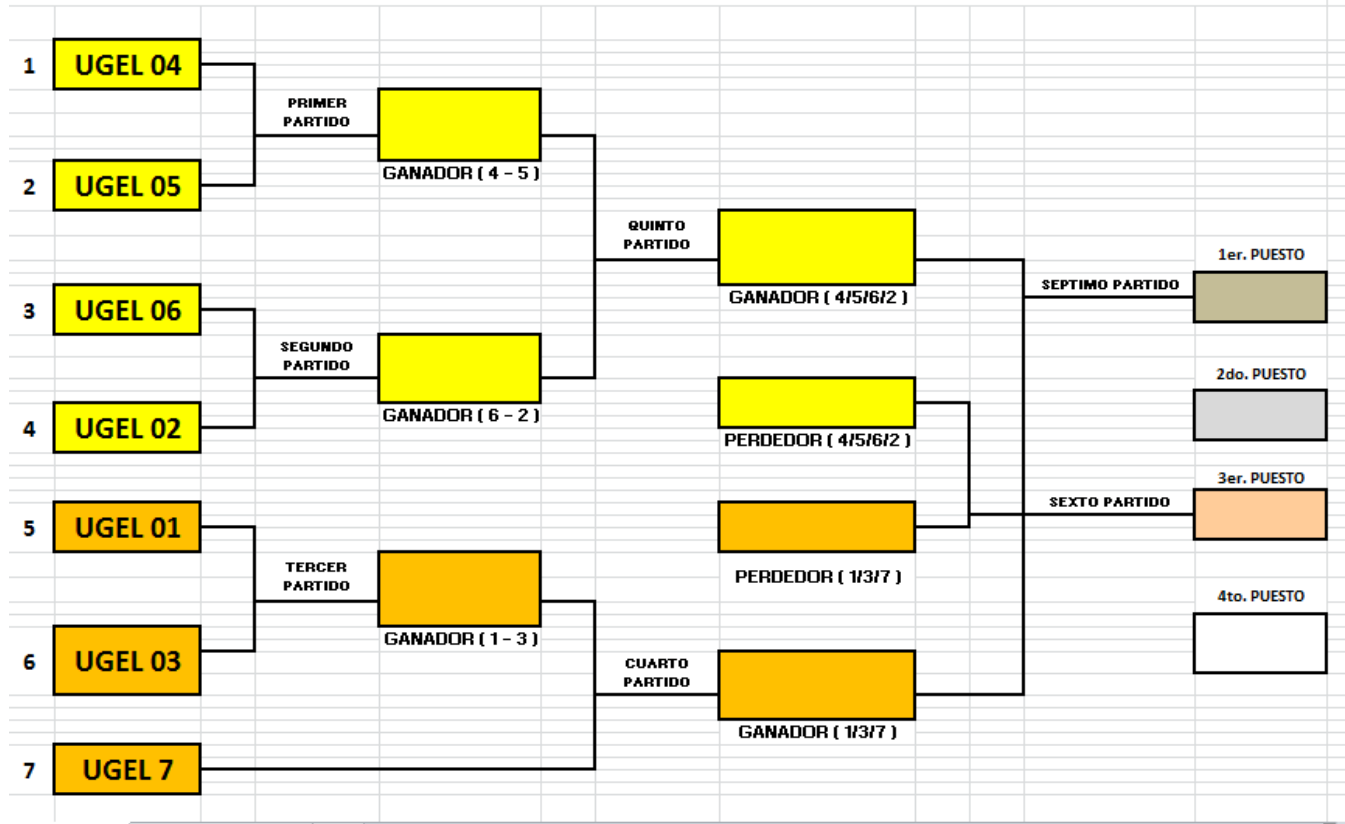 1 UGEL 04
PRIMER
PARTIDO
GANADOR ( 4 - 5 )
2 UGEL 05
QUINTO
PARTIDO
GANADOR ( 4/5/6/2 )
1er. PUESTO
SEPTIMO PARTIDO
3 UGEL 06
SEGUNDO
PARTIDO
GANADOR ( 6 - 2 )
2do. PUESTO
4 UGEL 02
PERDEDOR ( 4/5/6/2 )
3er. PUESTO
SEXTO PARTIDO
5 UGEL 01
TERCER
PARTIDO
GANADOR ( 1 - 3 )
PERDEDOR ( 1/3/7 )
4to. PUESTO
6 UGEL 03
CUARTO
PARTIDO
GANADOR ( 1/3/7 )
7 UGEL 7